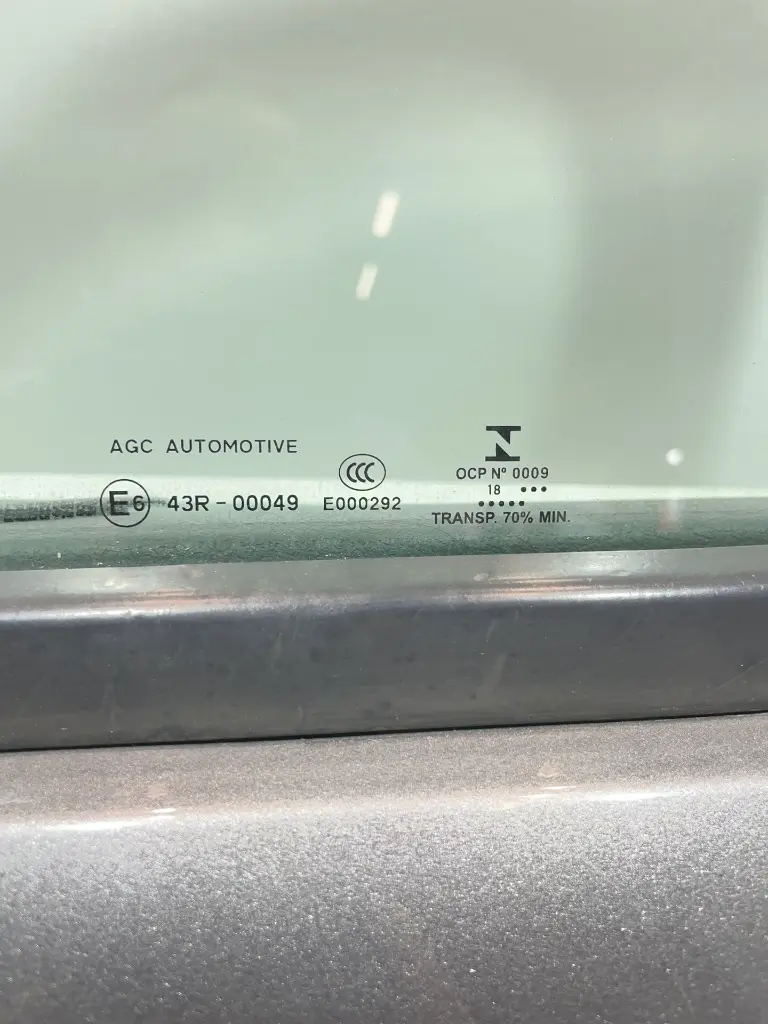 AGC AUTOMOTIVE
E6 43R-00049
CCC
E000292
OCP Nº 0009
18 •••
•••••
TRANSP. 70% MIN.